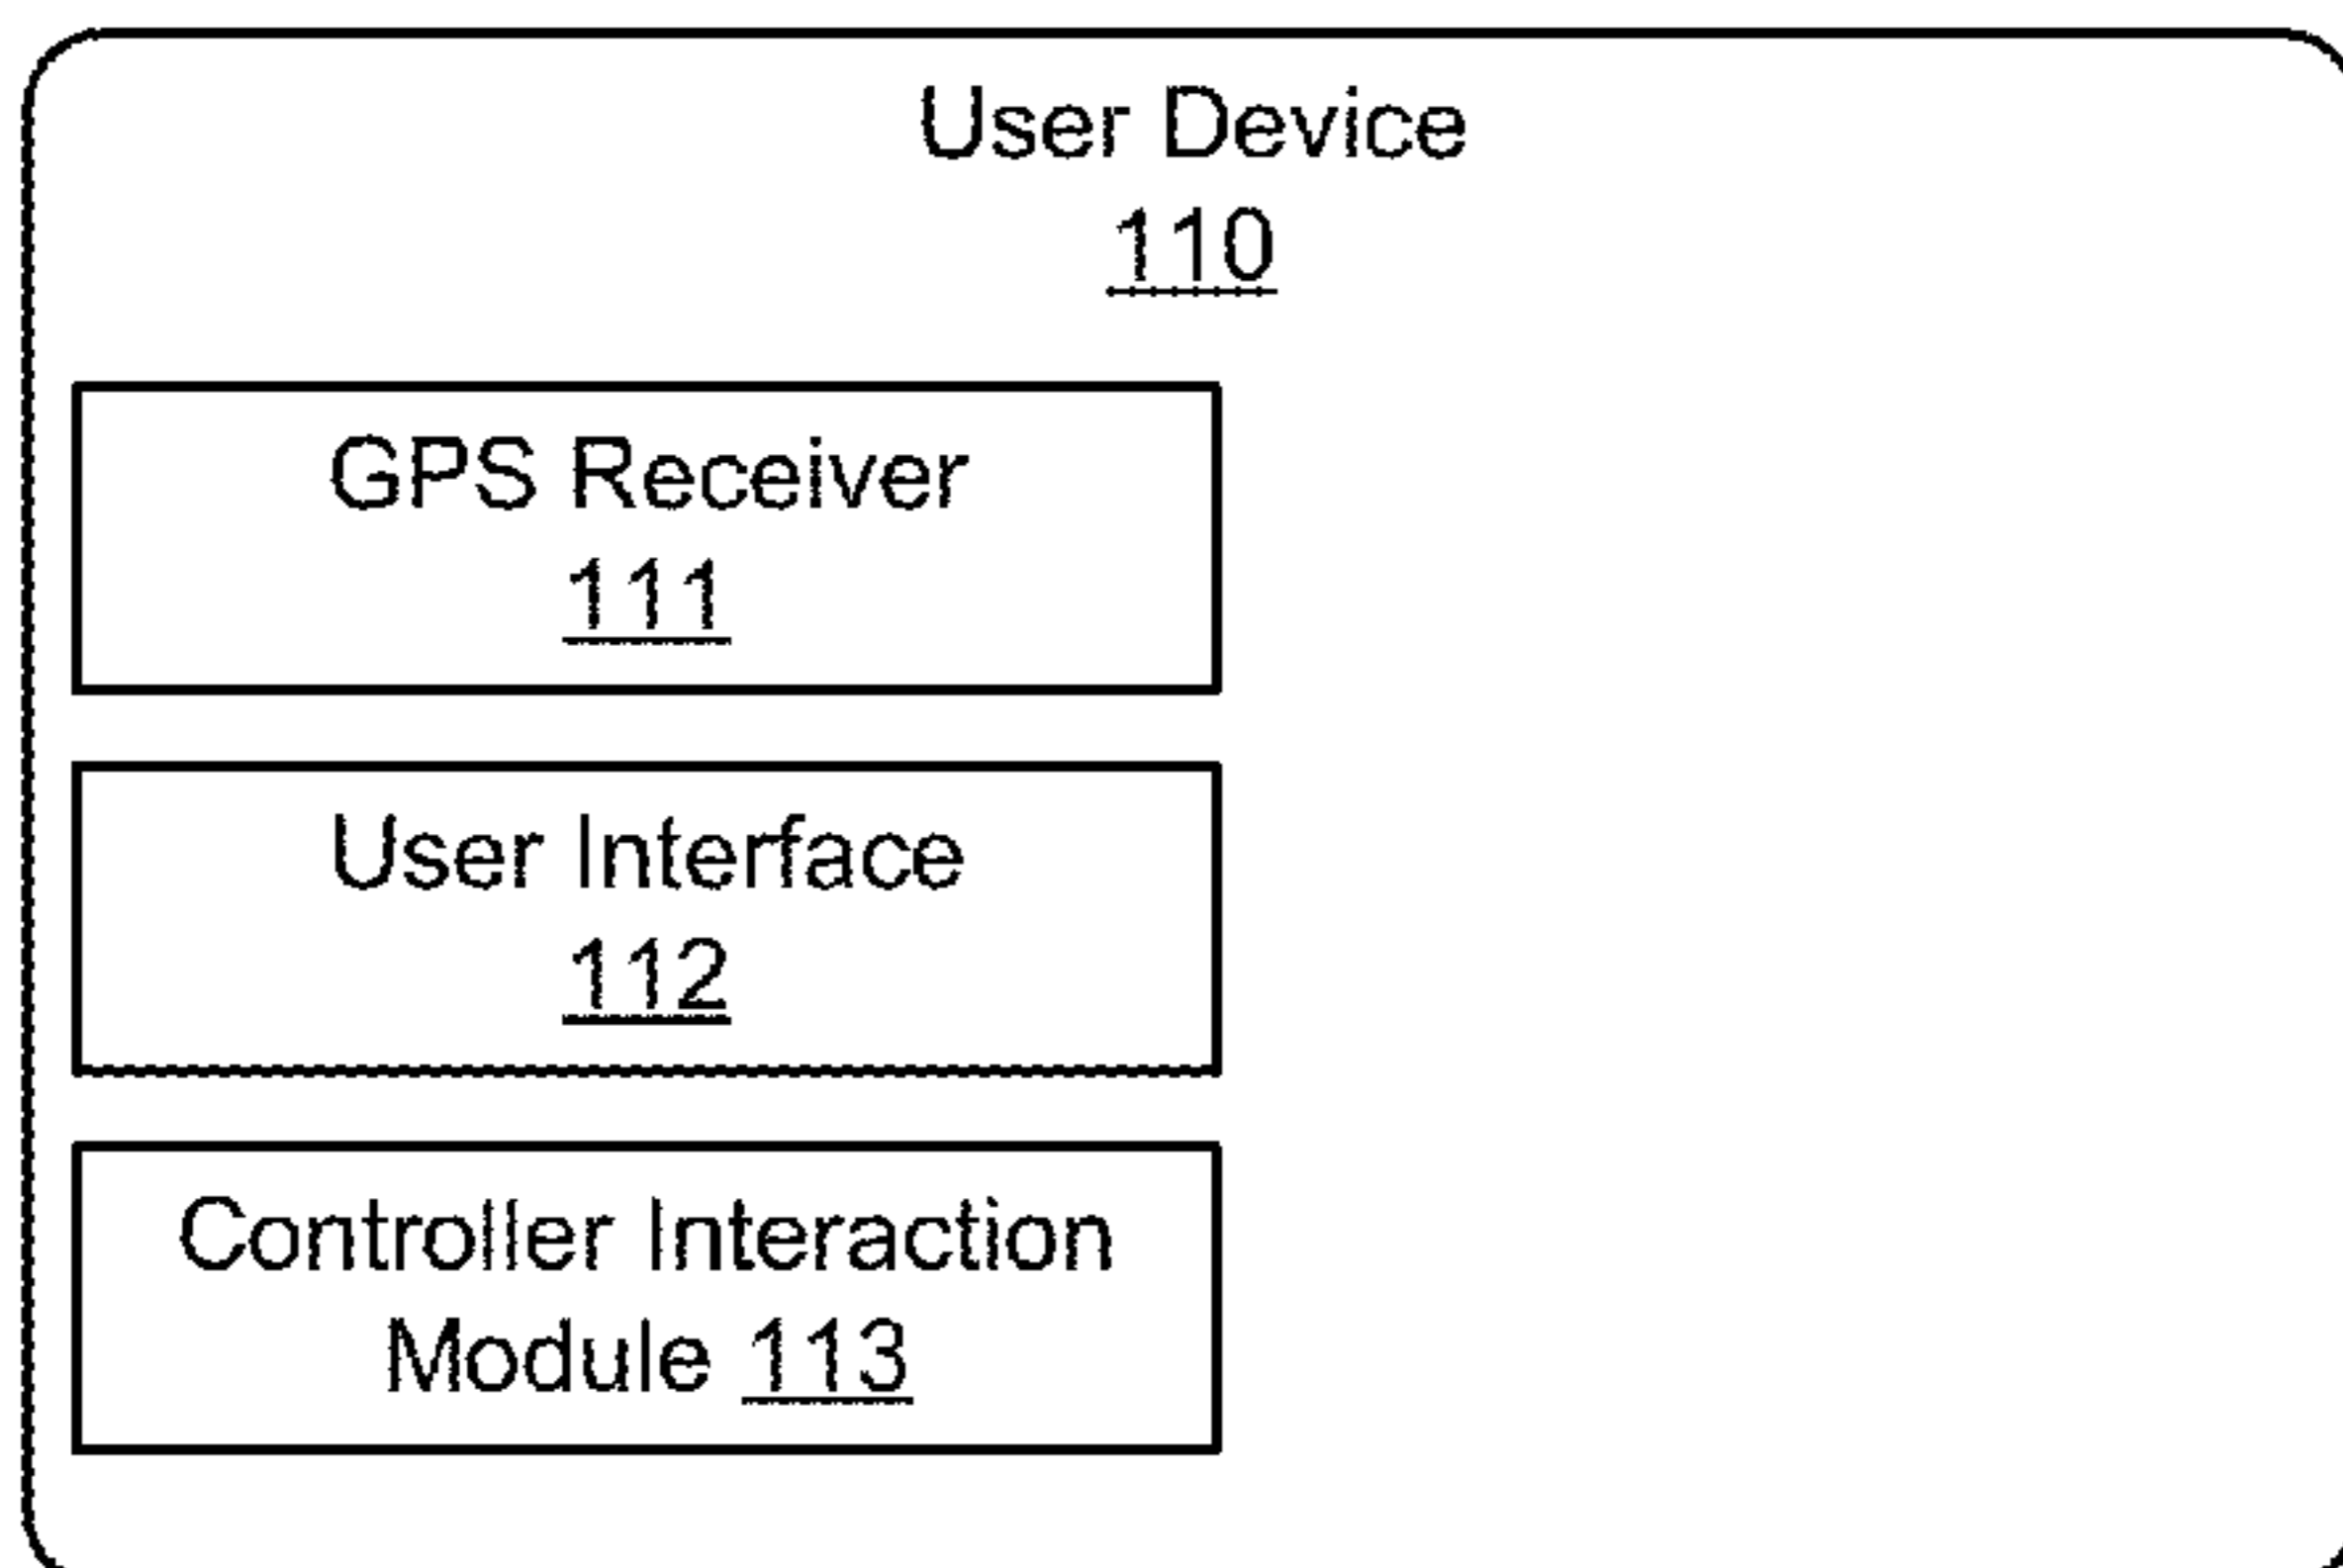 User Device
110
GPS Receiver
111
User Interface
112
Controller Interaction
Module 113